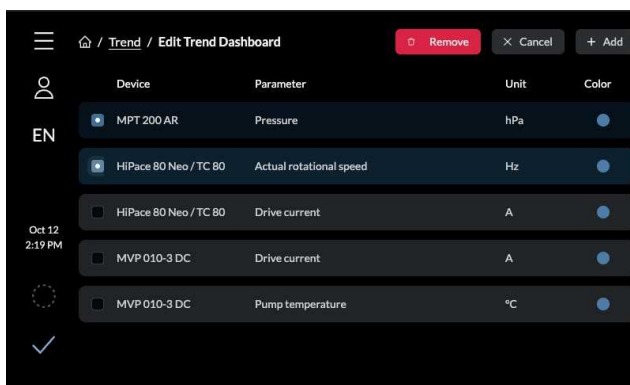 / Trend / Edit Trend Dashboard Remove Cancel + Add
Device Parameter Unit Color
MPT 200 AR Pressure hPa
EN
HiPace 80 Neo / TC 80 Actual rotational speed Hz
HiPace 80 Neo / TC 80 Drive current A
Oct 12
2:19 PM
MVP 010-3 DC Drive current A
MVP 010-3 DC Pump temperature °C